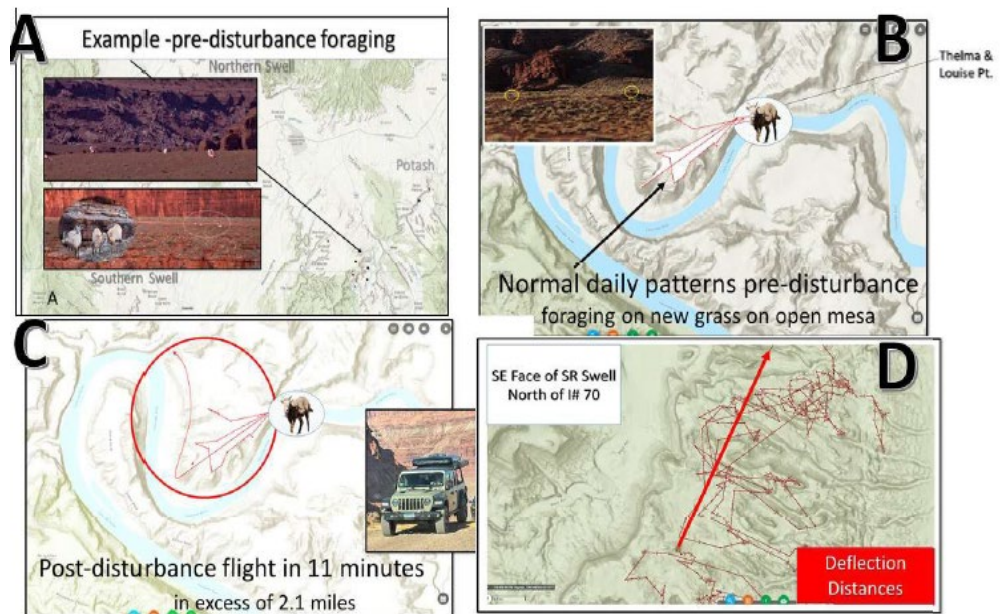 A
Example -pre-disturbance foraging
Northern Swell
Potash
Southern Swell
A
B
Thelma &
Louise Pt.
Normal daily patterns pre-disturbance
foraging on new grass on open mesa
C
Post-disturbance flight in 11 minutes
in excess of 2.1 miles
D
SE Face of SR Swell
North of I# 70
Deflection
Distances